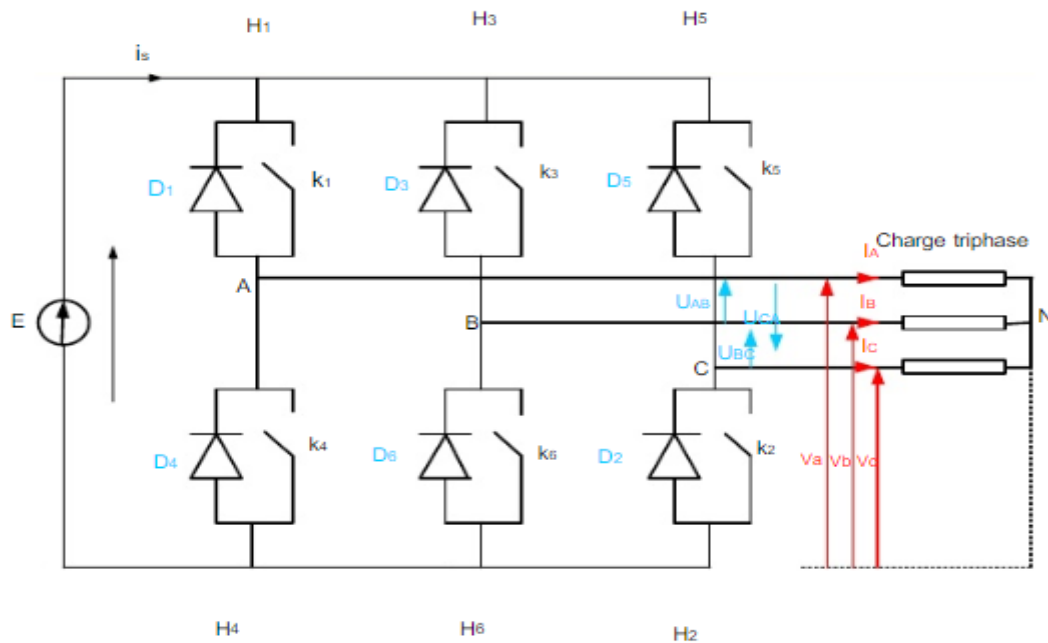 H1
H3
H5
is
D1
k1
D3
k3
D5
k5
Charge triphase
IA
A
E
UAB
IB
N
B
UCA
IC
UBC
C
D4
k4
D6
k6
D2
k2
Va
Vb
Vc
H4
H6
H2